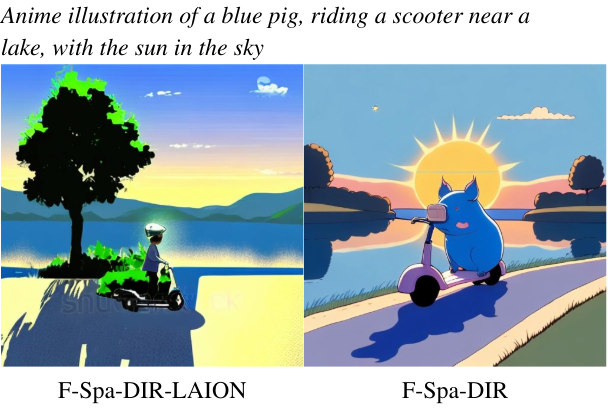 Anime illustration of a blue pig, riding a scooter near a
lake, with the sun in the sky
F-Spa-DIR-LAION
F-Spa-DIR